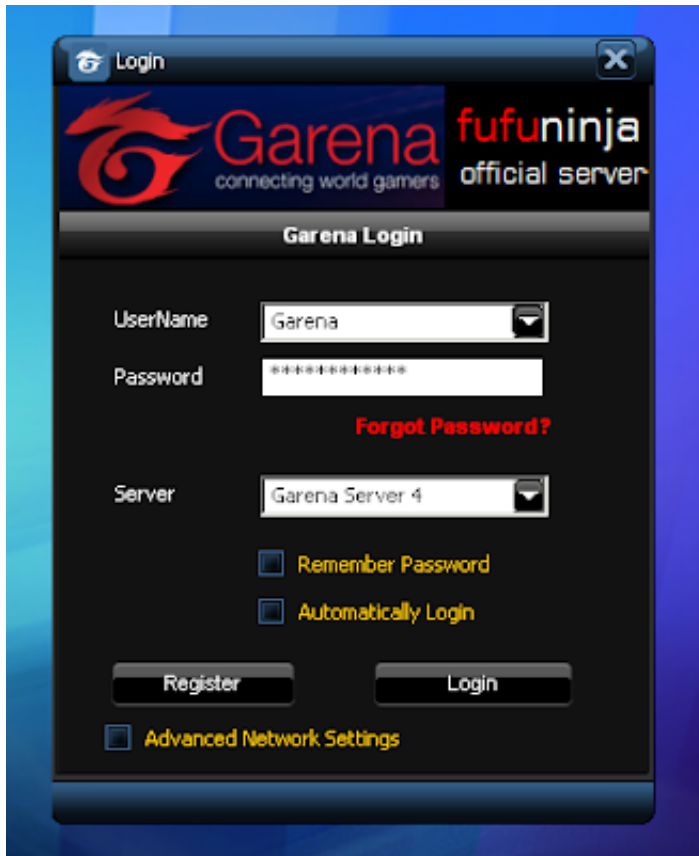 Login
Garena
connecting world gamers
fufuninja
official server
Garena Login
UserName Garena
Password ************
Forgot Password?
Server Garena Server 4
Remember Password
Automatically Login
Register Login
Advanced Network Settings